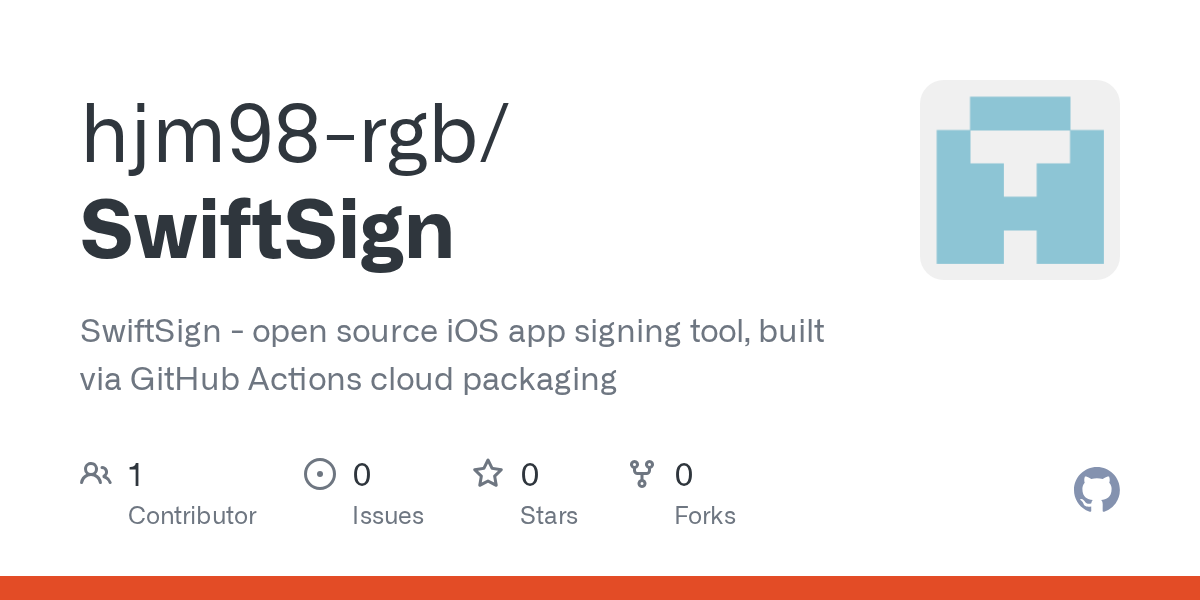 hjm98-rgb/
SwiftSign
SwiftSign - open source iOS app signing tool, built
via GitHub Actions cloud packaging
1 0 0 0
Contributor Issues Stars Forks